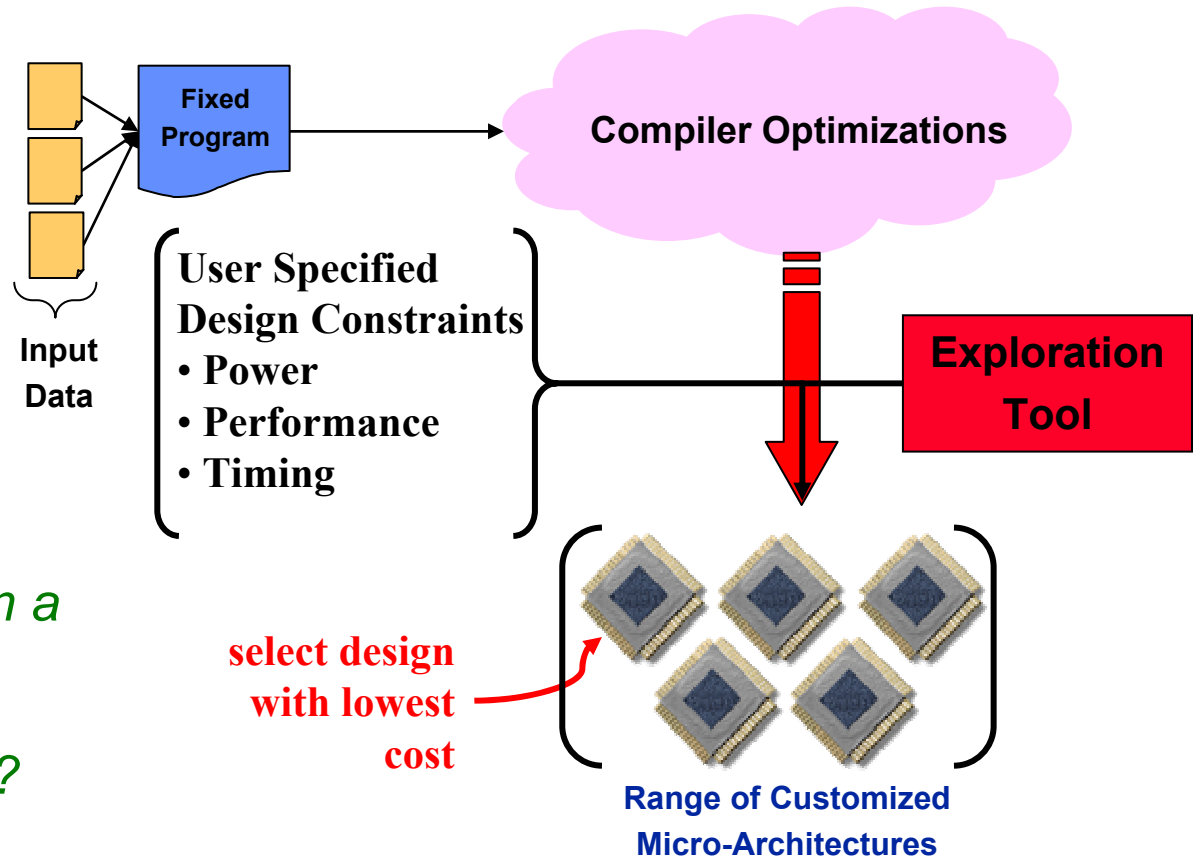 Fixed
Program
Compiler Optimizations
Input
Data
User Specified
Design Constraints
• Power
• Performance
• Timing
Exploration
Tool
a
select design
with lowest
cost
?
Range of Customized
Micro-Architectures